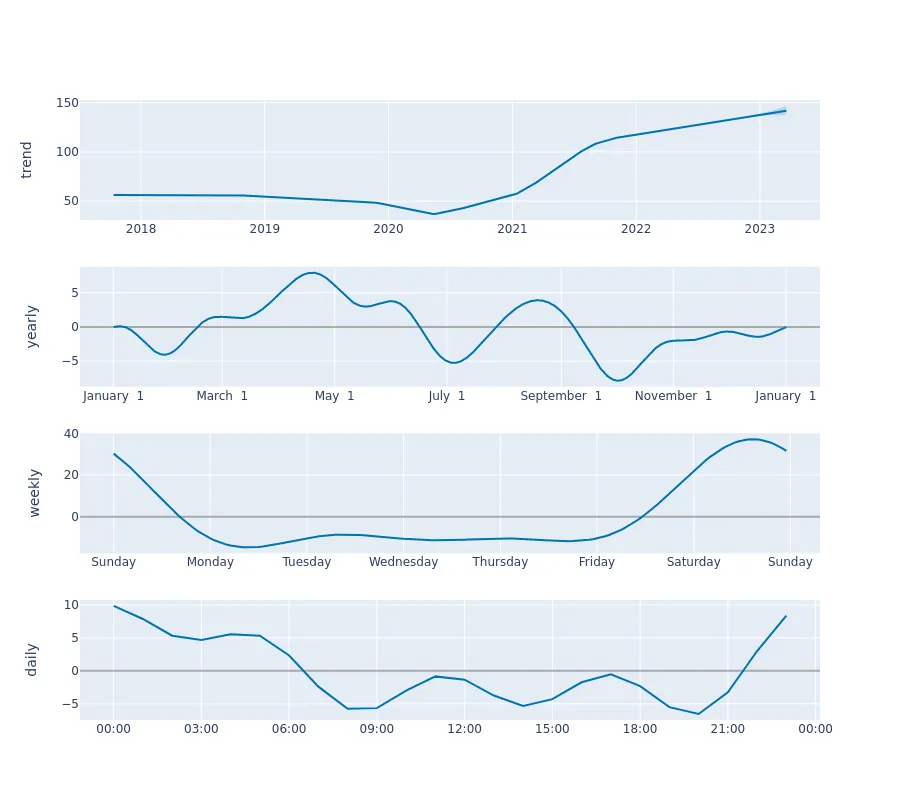 150
100
50
trend
2018 2019 2020 2021 2022 2023
5
0
−5
yearly
January 1 March 1 May 1 July 1 September 1 November 1 January 1
40
20
0
weekly
Sunday Monday Tuesday Wednesday Thursday Friday Saturday Sunday
10
5
0
−5
daily
00:00 03:00 06:00 09:00 12:00 15:00 18:00 21:00 00:00